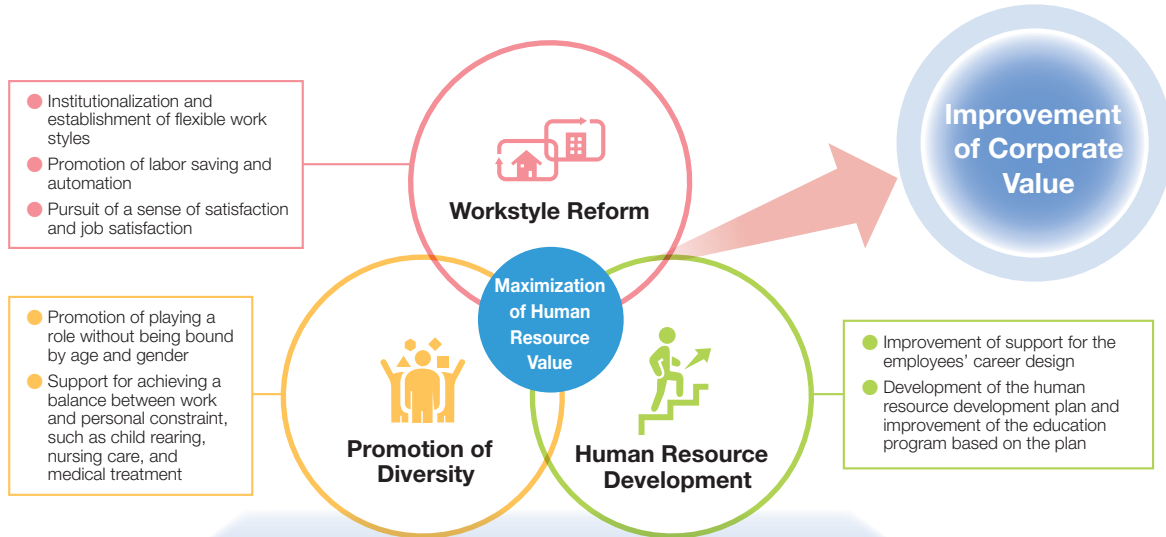 Institutionalization and
establishment of flexible work
styles
Promotion of labor saving and
automation
Pursuit of a sense of satisfaction
and job satisfaction
Workstyle Reform
Improvement
of Corporate
Value
Maximization
of Human
Resource
Value
Promotion of playing a
role without being bound
by age and gender
Support for achieving a
balance between work
and personal constraint,
such as child rearing,
nursing care, and
medical treatment
Promotion of
Diversity
Human Resource
Development
Improvement of support for the
employees’ career design
Development of the human
resource development plan and
improvement of the education
program based on the plan